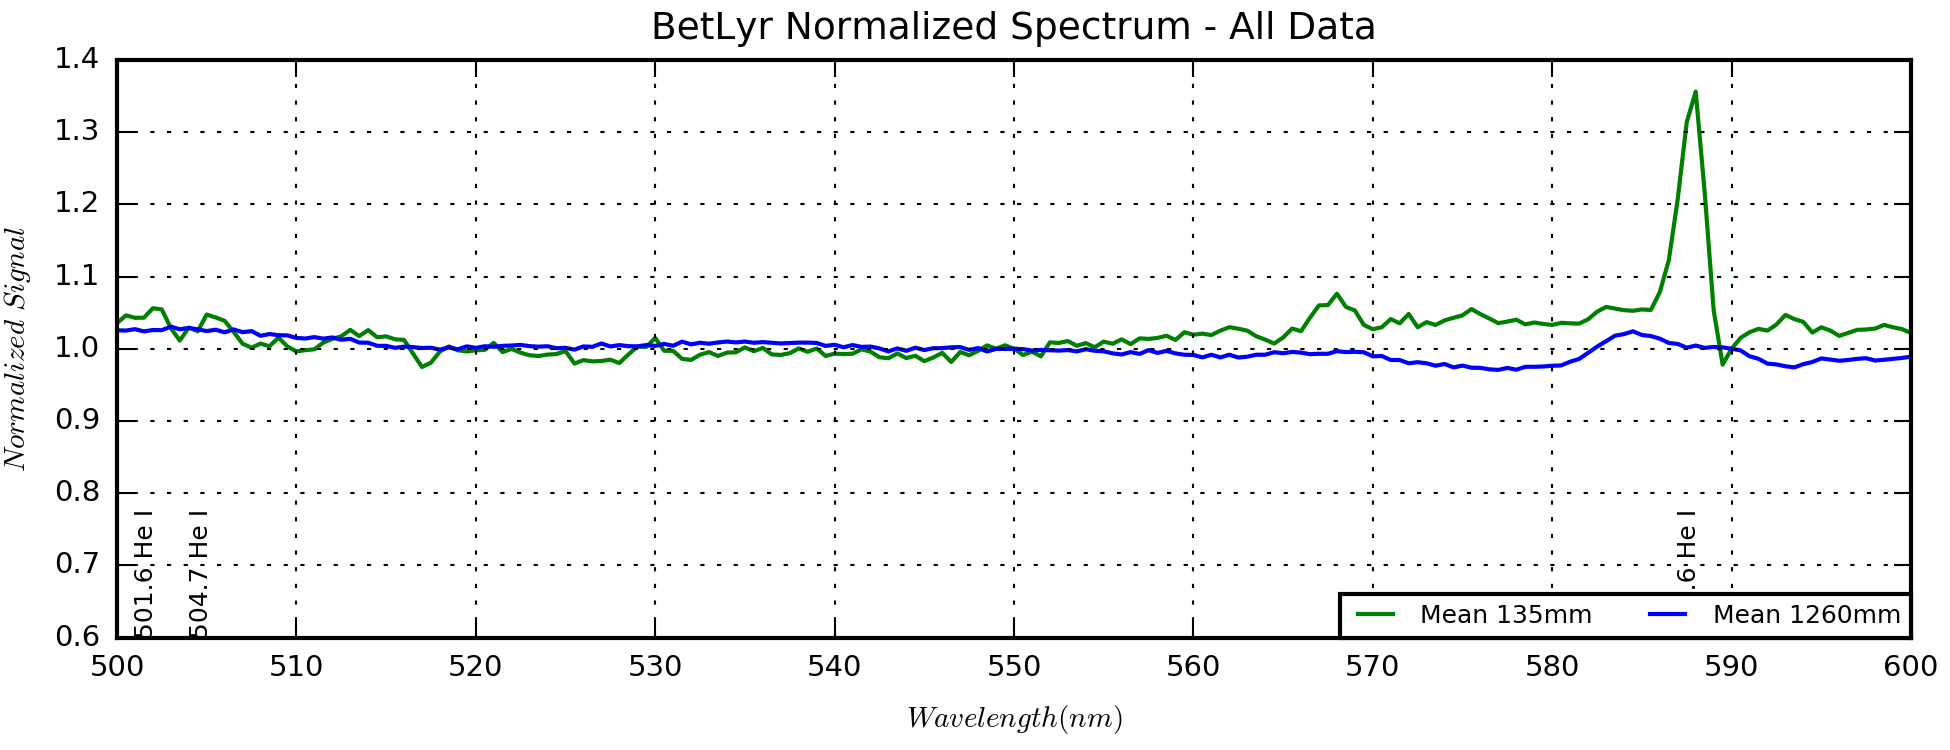 BetLyr Normalized Spectrum - All Data
Normalized Signal
1.4
1.3
1.2
1.1
1.0
0.9
0.8
0.7
0.6
501.6 He I
504.7 He I
.6 He I
Mean 135mm
Mean 1260mm
500 510 520 530 540 550 560 570 580 590 600
Wavelength(nm)